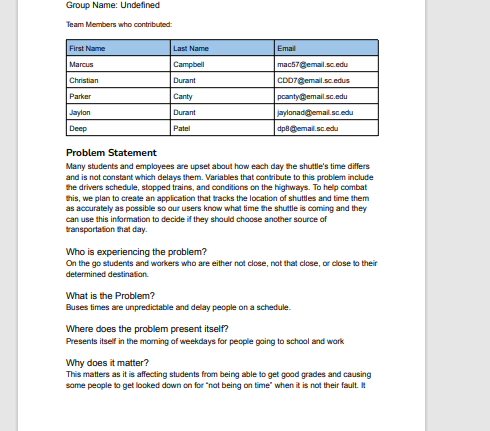 Group Name: Undefined
Team Members who contributed:
First Name Last Name Email
Marcus Campbell mac57@email.sc.edu
Christian Durant CDD7@email.sc.edus
Parker Canty pcanty@email.sc.edu
Jaylon Durant jaylonad@email.sc.edu
Deep Patel dp8@email.sc.edu
Problem Statement
Many students and employees are upset about how each day the shuttle's time differs
and is not constant which delays them. Variables that contribute to this problem include
the drivers schedule, stopped trains, and conditions on the highways. To help combat
this, we plan to create an application that tracks the location of shuttles and time them
as accurately as possible so our users know what time the shuttle is coming and they
can use this information to decide if they should choose another source of
transportation that day.
Who is experiencing the problem?
On the go students and workers who are either not close, not that close, or close to their
determined destination.
What is the Problem?
Buses times are unpredictable and delay people on a schedule.
Where does the problem present itself?
Presents itself in the morning of weekdays for people going to school and work
Why does it matter?
This matters as it is affecting students from being able to get good grades and causing
some people to get looked down on for "not being on time" when it is not their fault. It